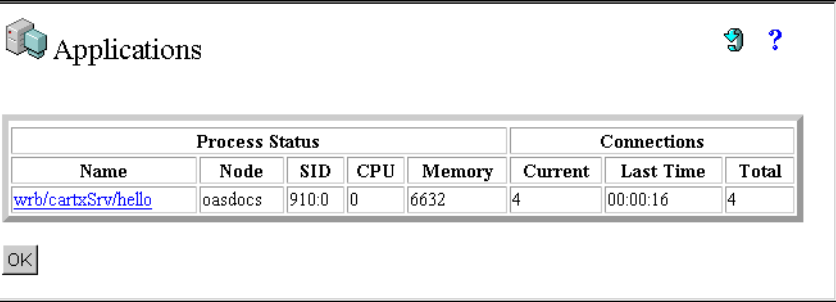 Applications ?
Process Status Connections
Name Node SID CPU Memory Current Last Time Total
wrb/cartxSrv/hello oasdocs 910:0 0 6632 4 00:00:16 4
OK